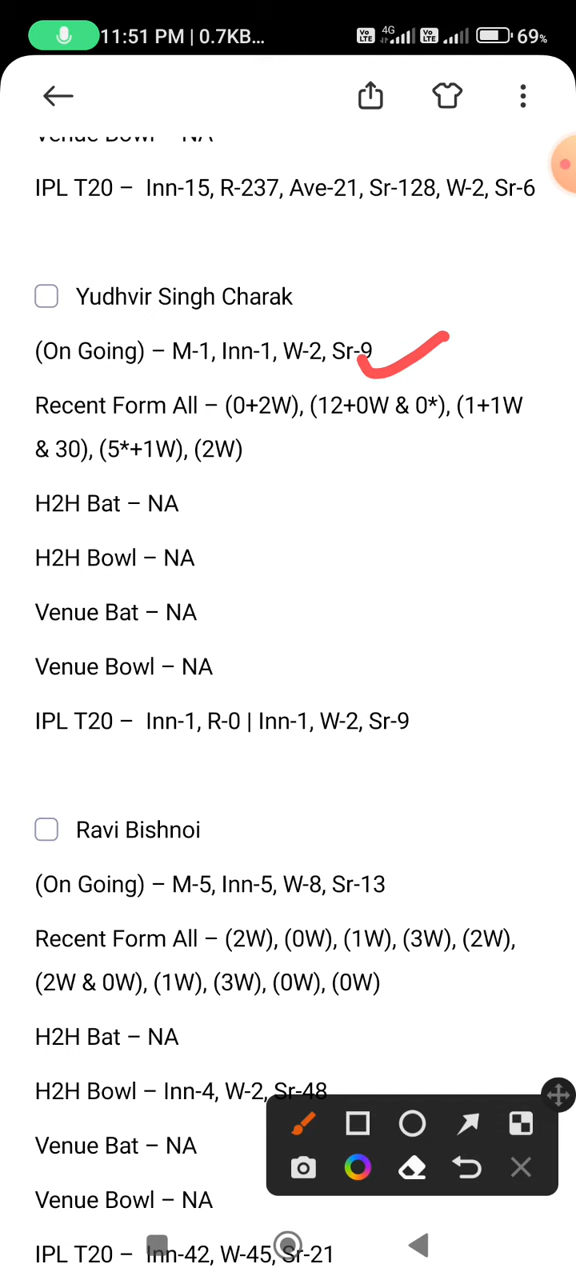 11:51 PM | 0.7KB... Vo LTE 4G Vo LTE 69%
IPL T20 – Inn-15, R-237, Ave-21, Sr-128, W-2, Sr-6
Yudhvir Singh Charak
(On Going) – M-1, Inn-1, W-2, Sr-9
Recent Form All – (0+2W), (12+0W & 0*), (1+1W
& 30), (5*+1W), (2W)
H2H Bat – NA
H2H Bowl – NA
Venue Bat – NA
Venue Bowl – NA
IPL T20 – Inn-1, R-0 | Inn-1, W-2, Sr-9
Ravi Bishnoi
(On Going) – M-5, Inn-5, W-8, Sr-13
Recent Form All – (2W), (0W), (1W), (3W), (2W),
(2W & 0W), (1W), (3W), (0W), (0W)
H2H Bat – NA
H2H Bowl – Inn-4, W-2, Sr-48
Venue Bat – NA
Venue Bowl – NA
IPL T20 – Inn-42, W-45, Sr-21